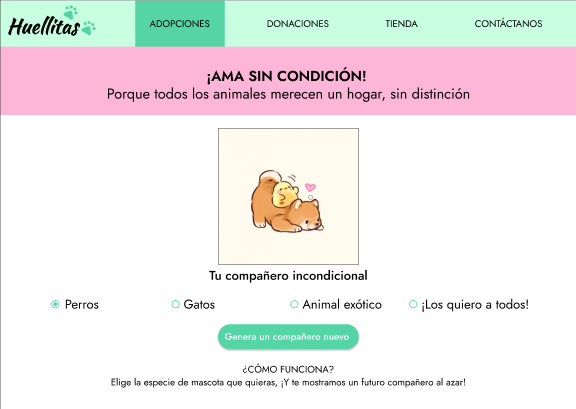 Huellitas
ADOPCIONES
DONACIONES
TIENDA
CONTÁCTANOS
¡AMA SIN CONDICIÓN!
Porque todos los animales merecen un hogar, sin distinción
Tu compañero incondicional
Perros
Gatos
Animal exótico
¡Los quiero a todos!
Genera un compañero nuevo
¿CÓMO FUNCIONA?
Elige la especie de mascota que quieras, ¡Y te mostramos un futuro compañero al azar!